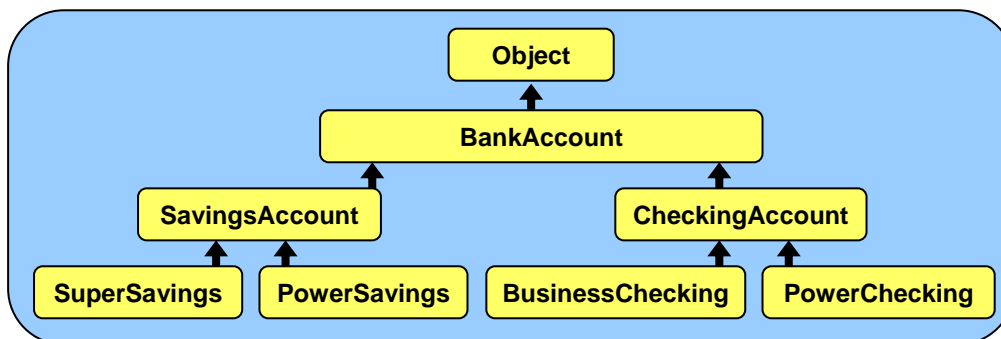 Object
BankAccount
SavingsAccount
CheckingAccount
SuperSavings
PowerSavings
BusinessChecking
PowerChecking